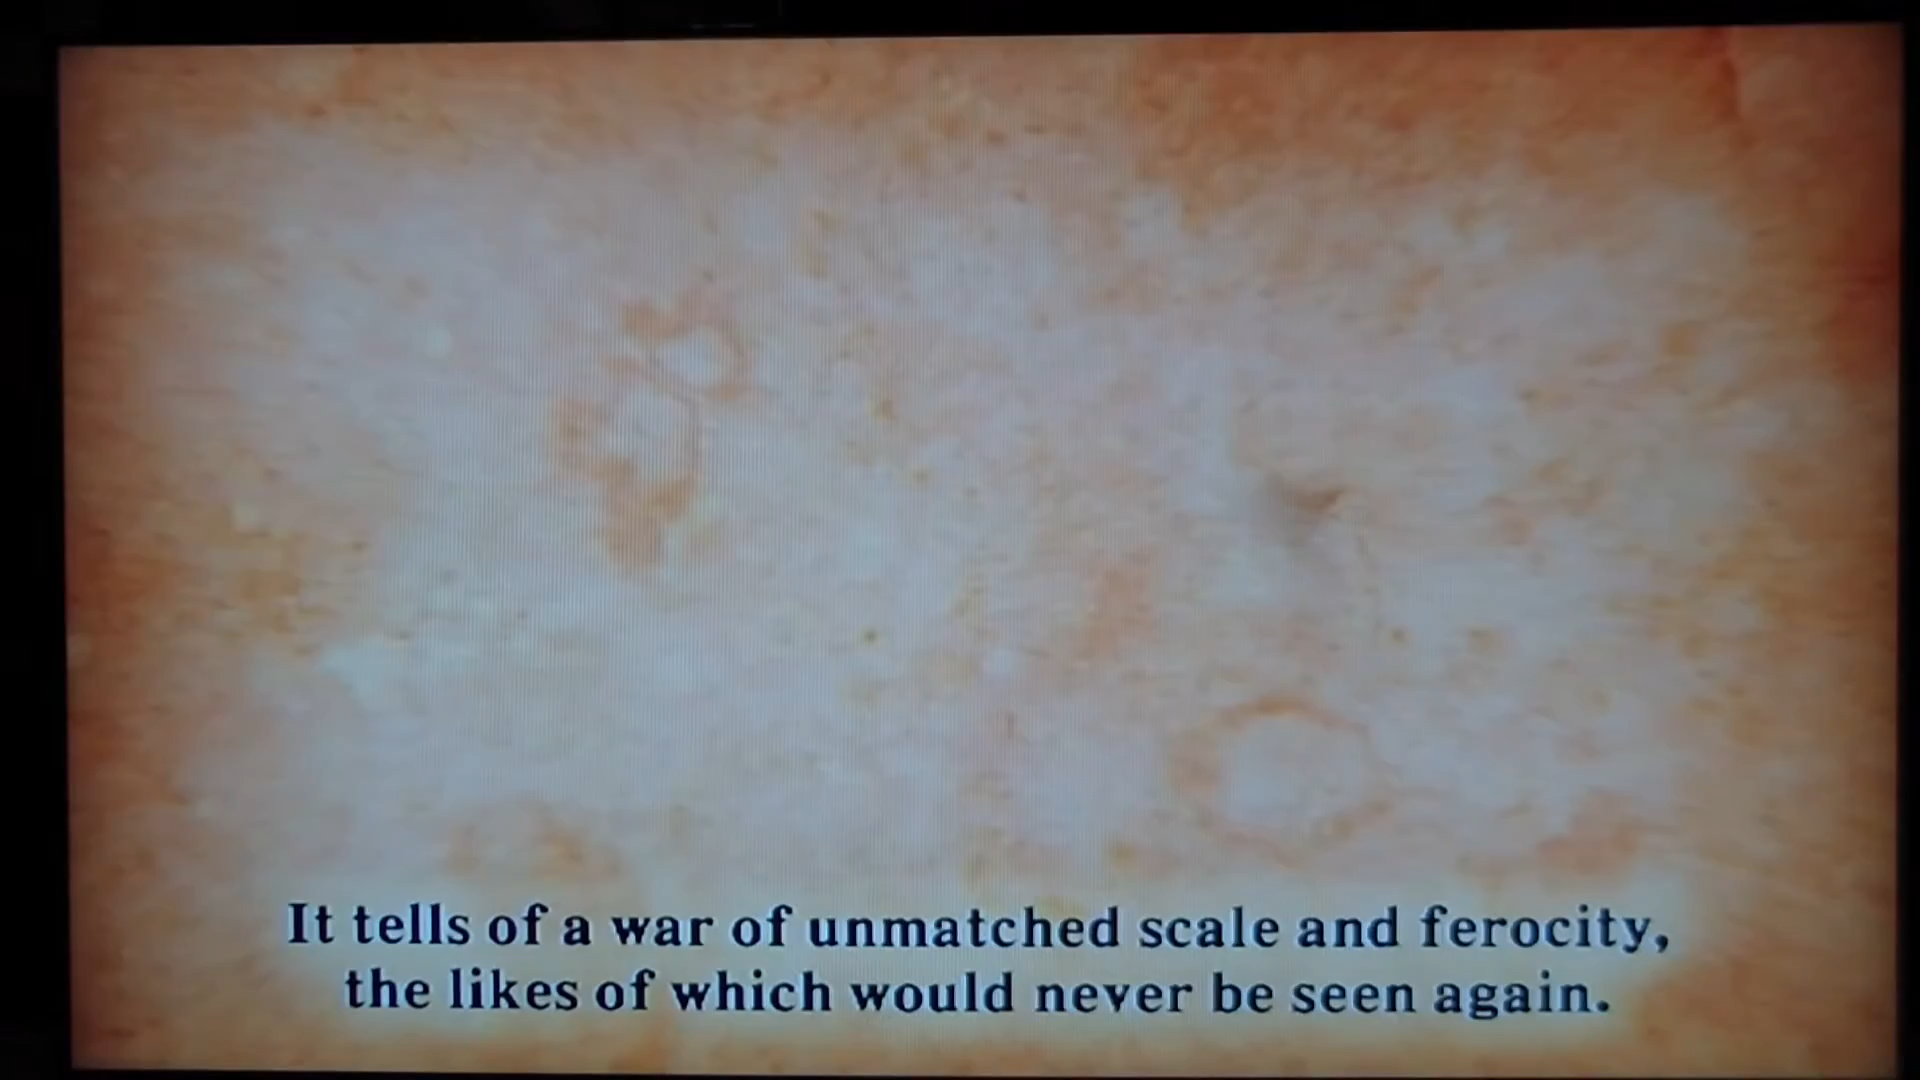 It tells of a war of unmatched scale and ferocity,
the likes of which would never be seen again.